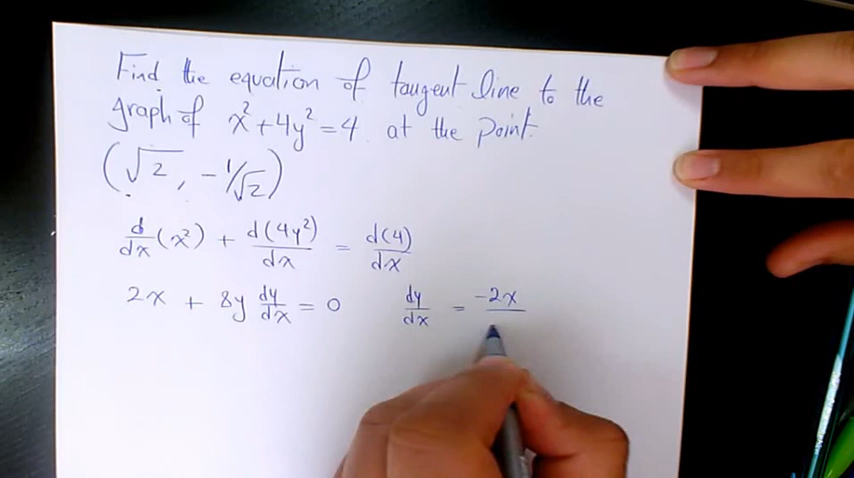 Find the equation of tangent line to the
graph of x²+4y²=4. at the point.
(√2, -1/√2)
d/dx(x²) + d(4y²)/dx = d(4)/dx
2x + 8y dy/dx = 0 dy/dx = -2x